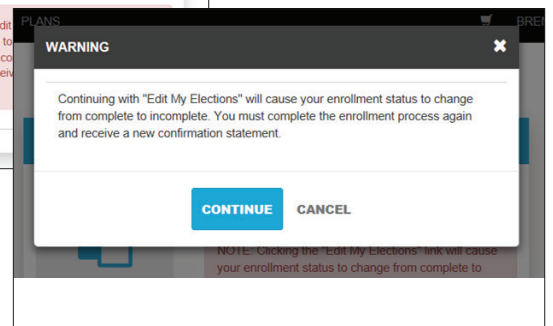 PLANS
WARNING
Continuing with "Edit My Elections" will cause your enrollment status to change
from complete to incomplete. You must complete the enrollment process again
and receive a new confirmation statement.
CONTINUE CANCEL
NOTE: Clicking the "Edit My Elections" link will cause
your enrollment status to change from complete to